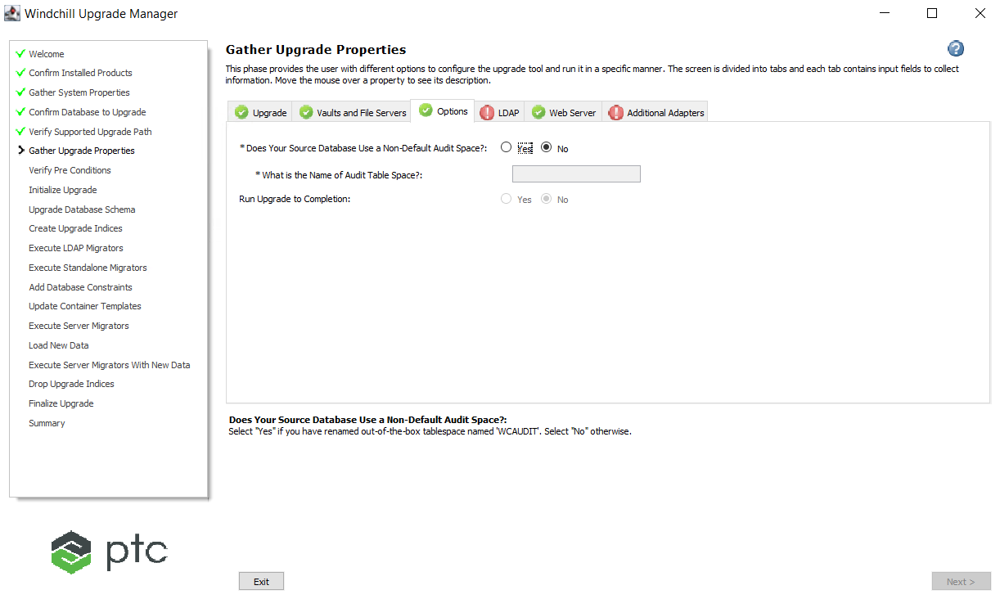 Windchill Upgrade Manager
Welcome
Confirm Installed Products
Gather System Properties
Confirm Database to Upgrade
Verify Supported Upgrade Path
Gather Upgrade Properties
Verify Pre Conditions
Initialize Upgrade
Upgrade Database Schema
Create Upgrade Indices
Execute LDAP Migrators
Execute Standalone Migrators
Add Database Constraints
Update Container Templates
Execute Server Migrators
Load New Data
Execute Server Migrators With New Data
Drop Upgrade Indices
Finalize Upgrade
Summary
ptc
Gather Upgrade Properties
This phase provides the user with different options to configure the upgrade tool and run it in a specific manner. The screen is divided into tabs and each tab contains input fields to collect
information. Move the mouse over a property to see its description.
Upgrade Vaults and File Servers Options LDAP Web Server Additional Adapters
* Does Your Source Database Use a Non-Default Audit Space?: Yes No
* What is the Name of Audit Table Space?:
Run Upgrade to Completion: Yes No
Does Your Source Database Use a Non-Default Audit Space?:
Select "Yes" if you have renamed out-of-the-box tablespace named 'WCAUDIT'. Select "No" otherwise.
Exit Next >